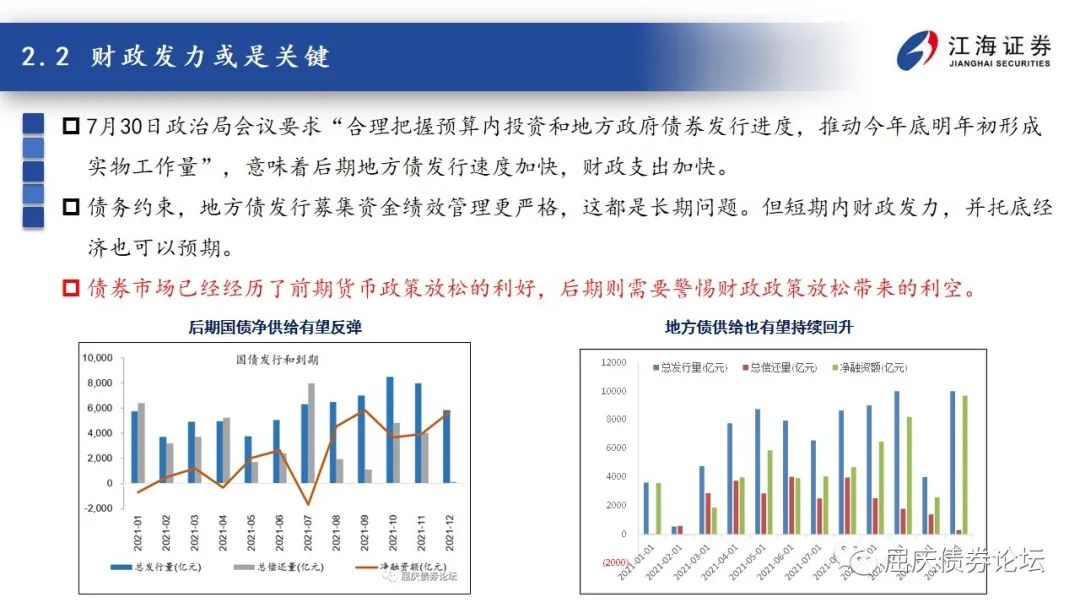 2.2 财政发力或是关键
江海证券
JIANGHAI SECURITIES
7月30日政治局会议要求“合理把握预算内投资和地方政府债券发行进度，推动今年底明年初形成
实物工作量”，意味着后期地方债发行速度加快，财政支出加快。
债务约束，地方债发行募集资金绩效管理更严格，这都是长期问题。但短期内财政发力，并托底经
济也可以预期。
债券市场已经经历了前期货币政策放松的利好，后期则需要警惕财政政策放松带来的利空。
后期国债净供给有望反弹
国债发行和到期
10,000
8,000
6,000
4,000
2,000
0
-2,000
2021-01
2021-02
2021-03
2021-04
2021-05
2021-06
2021-07
2021-08
2021-09
2021-10
2021-11
2021-12
总发行量(亿元)
总偿还量(亿元)
净融资额(亿元)
屈庆债券论坛
地方债供给也有望持续回升
总发行量(亿元)
总偿还量(亿元)
净融资额(亿元)
12000
10000
8000
6000
4000
2000
0
(2000)
2021-01-01
2021-02-01
2021-03-01
2021-04-01
2021-05-01
2021-06-01
2021-07-01
屈庆债券论坛